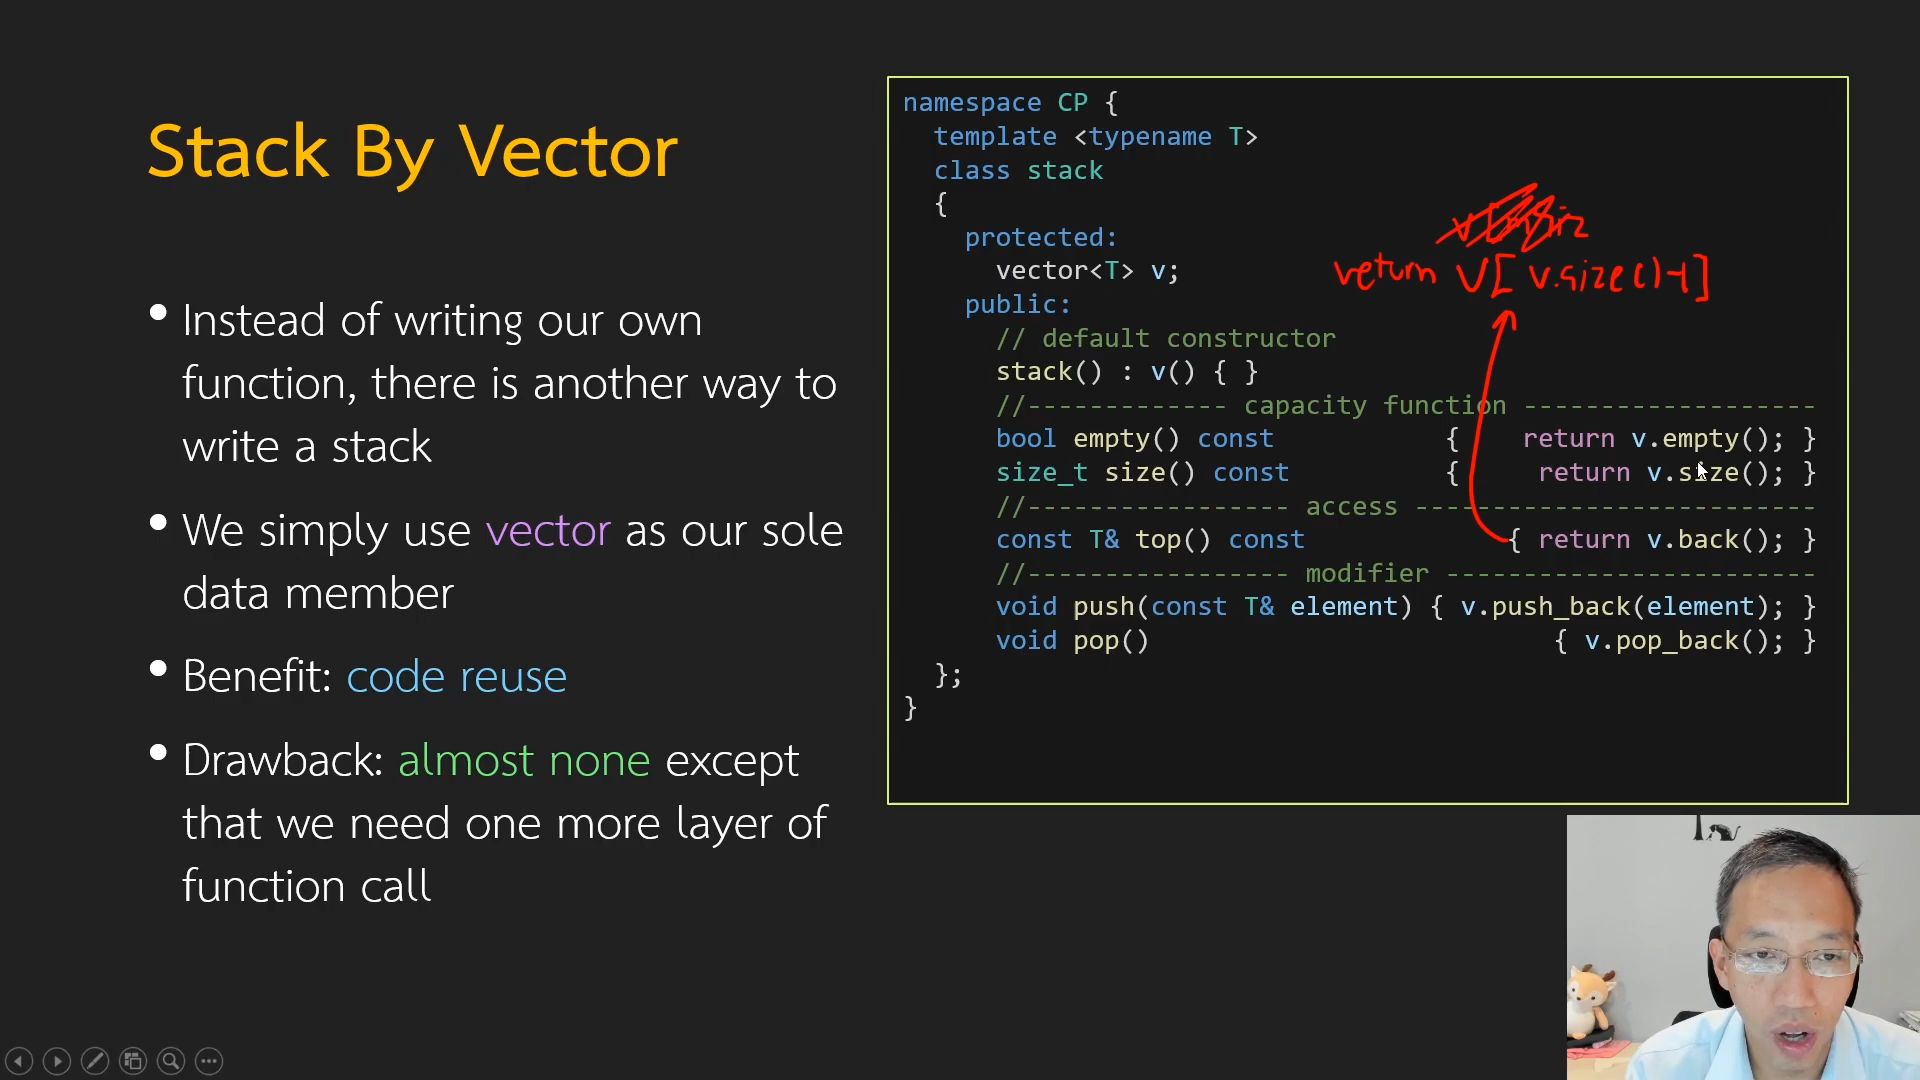 Stack By Vector
• Instead of writing our own
function, there is another way to
write a stack
• We simply use vector as our sole
data member
• Benefit: code reuse
• Drawback: almost none except
that we need one more layer of
function call
namespace CP {
template <typename T>
class stack
{
protected:
vector<T> v;
return v[ v.size()-1]
public:
// default constructor
stack() : v() { }
//------------- capacity function -------------------
bool empty() const { return v.empty(); }
size_t size() const { return v.size(); }
//----------------- access --------------------------
const T& top() const { return v.back(); }
//----------------- modifier ------------------------
void push(const T& element) { v.push_back(element); }
void pop() { v.pop_back(); }
};
}